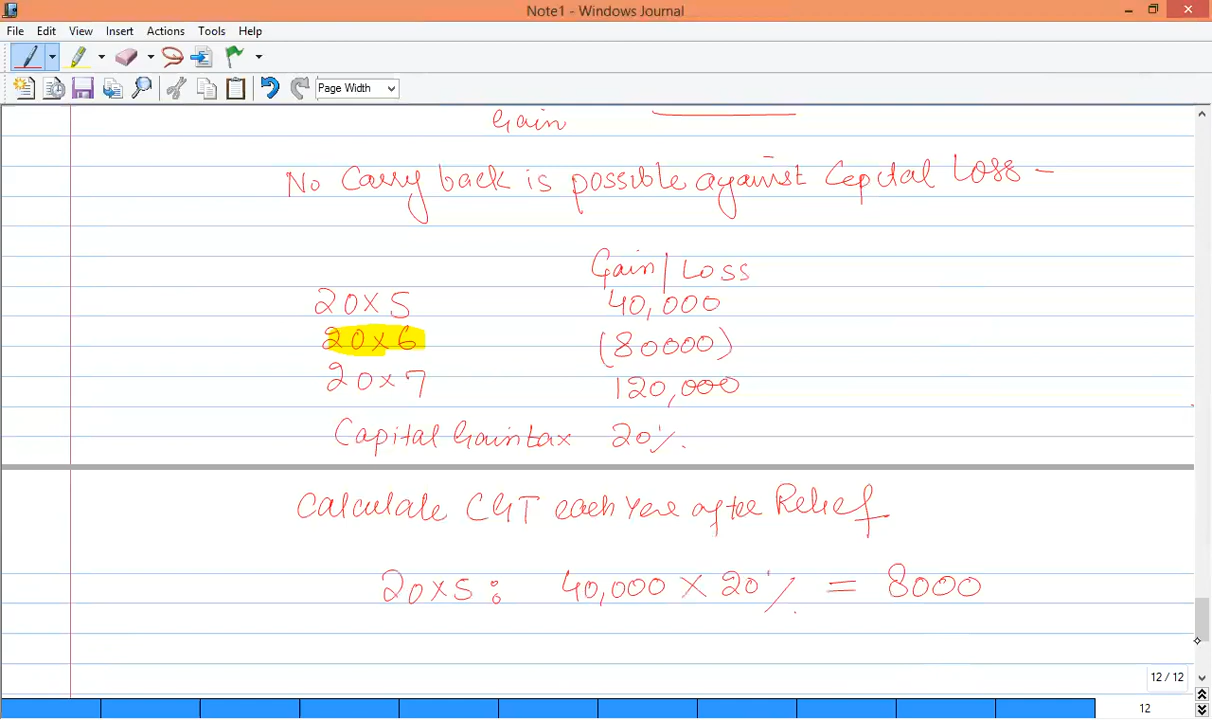 Note1 - Windows Journal
File Edit View Insert Actions Tools Help
Page Width
Gain
No Carry back is possible against Capital Loss -
Gain | Loss
20X5 40,000
20X6 (80000)
20X7 120,000
Capital Gain tax 20%.
Calculate CGT each Year after Relief
20X5: 40,000 X 20% = 8000
12 / 12
12